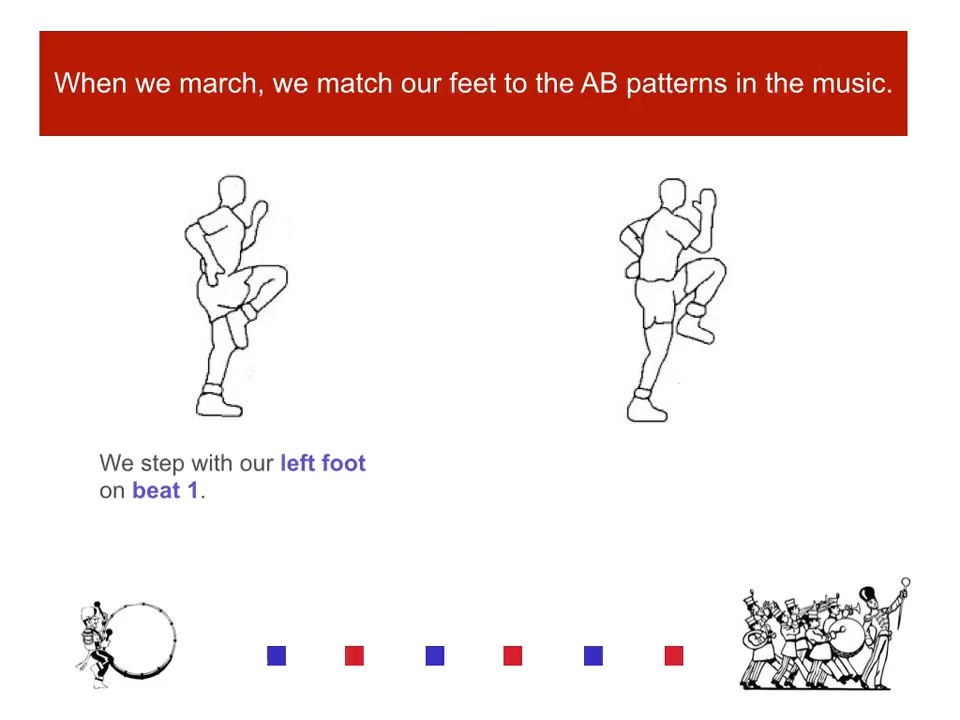 When we march, we match our feet to the AB patterns in the music.
We step with our left foot
on beat 1.